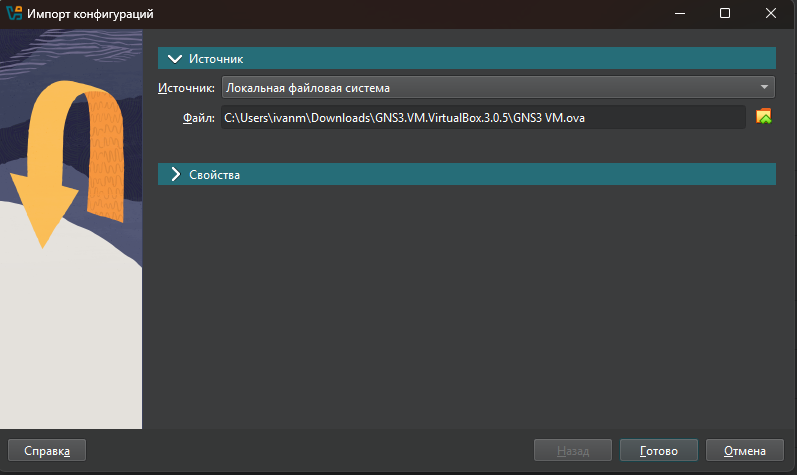 Импорт конфигураций
Источник
Источник: Локальная файловая система
Файл: C:\Users\ivanm\Downloads\GNS3.VM.VirtualBox.3.0.5\GNS3 VM.ova
Свойства
Справка Назад Готово Отмена